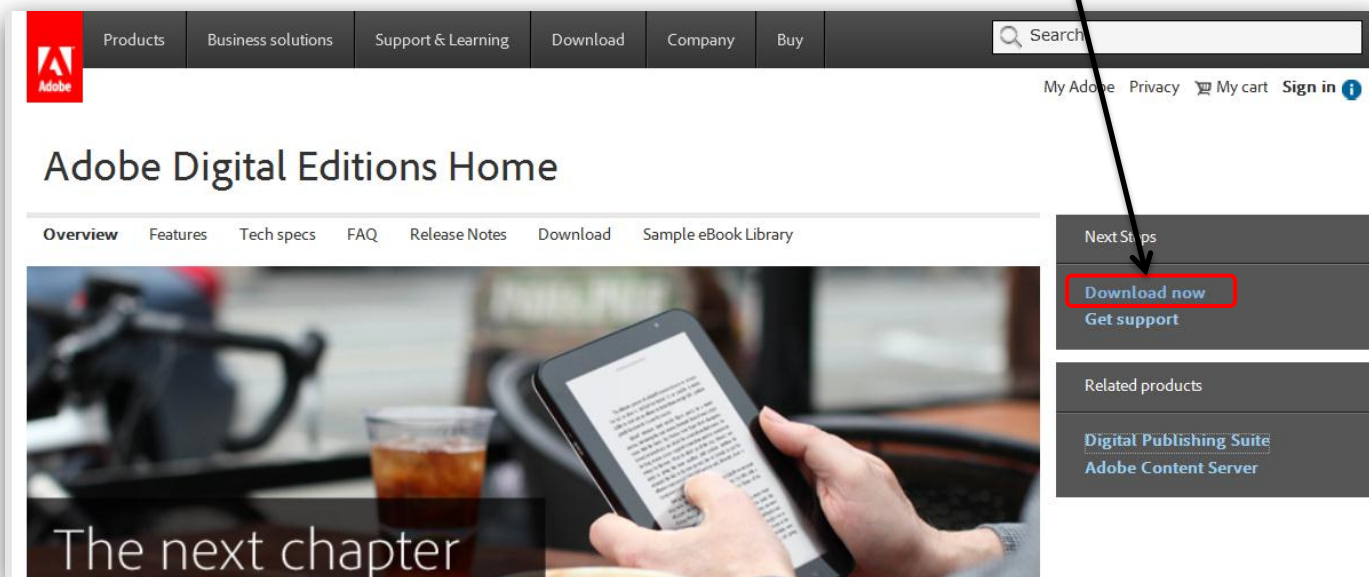 Products Business solutions Support & Learning Download Company Buy Search
Adobe
My Adobe Privacy My cart Sign in i
Adobe Digital Editions Home
Overview Features Tech specs FAQ Release Notes Download Sample eBook Library
Next Steps
Download now
Get support
Related products
Digital Publishing Suite
Adobe Content Server
The next chapter